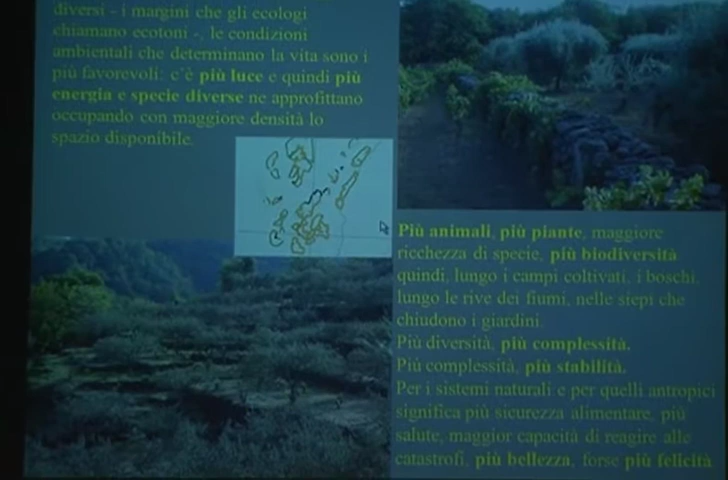 diversi - i margini che gli ecologi
chiamano ecotoni -, le condizioni
ambientali che determinano la vita sono i
più favorevoli: c'è più luce e quindi più
energia e specie diverse ne approfittano
occupando con maggiore densità lo
spazio disponibile.
Più animali, più piante, maggiore
ricchezza di specie, più biodiversità
quindi, lungo i campi coltivati, i boschi,
lungo le rive dei fiumi, nelle siepi che
chiudono i giardini.
Più diversità, più complessità.
Più complessità, più stabilità.
Per i sistemi naturali e per quelli antropici
significa più sicurezza alimentare, più
salute, maggior capacità di reagire alle
catastrofi, più bellezza, forse più felicità